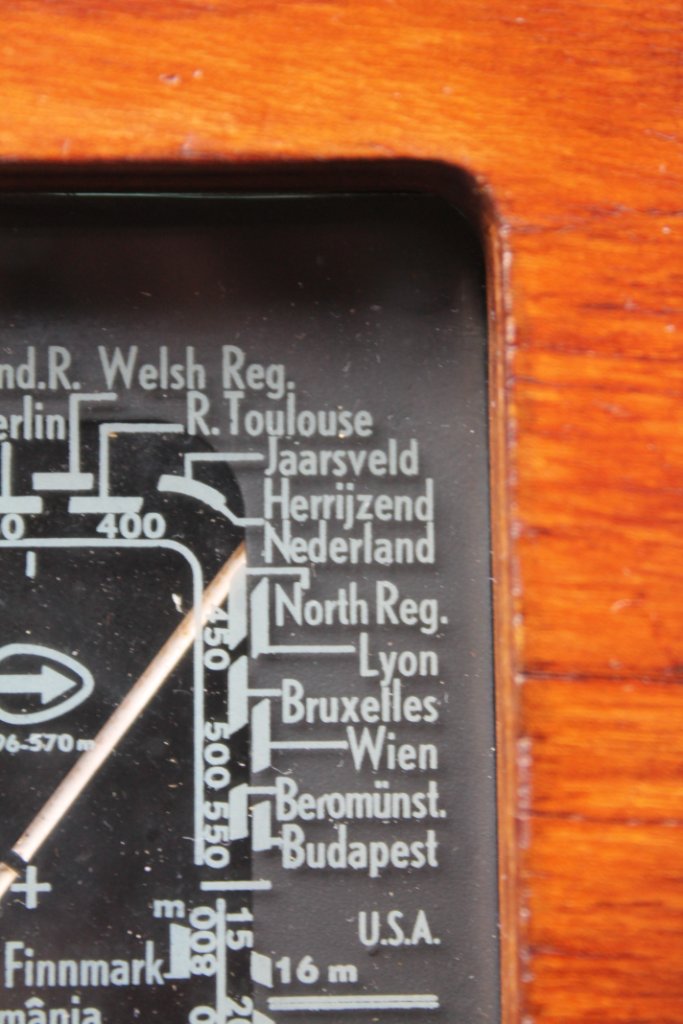 nd.R. Welsh Reg.
erlin R. Toulouse
Jaarsveld
Herrijzend
0 400 Nederland
North Reg.
450
Lyon
Bruxelles
96-570 m 500 Wien
550 Beromünst.
Budapest
+
m 800 15 U.S.A.
Finnmark 16 m
mânia 20